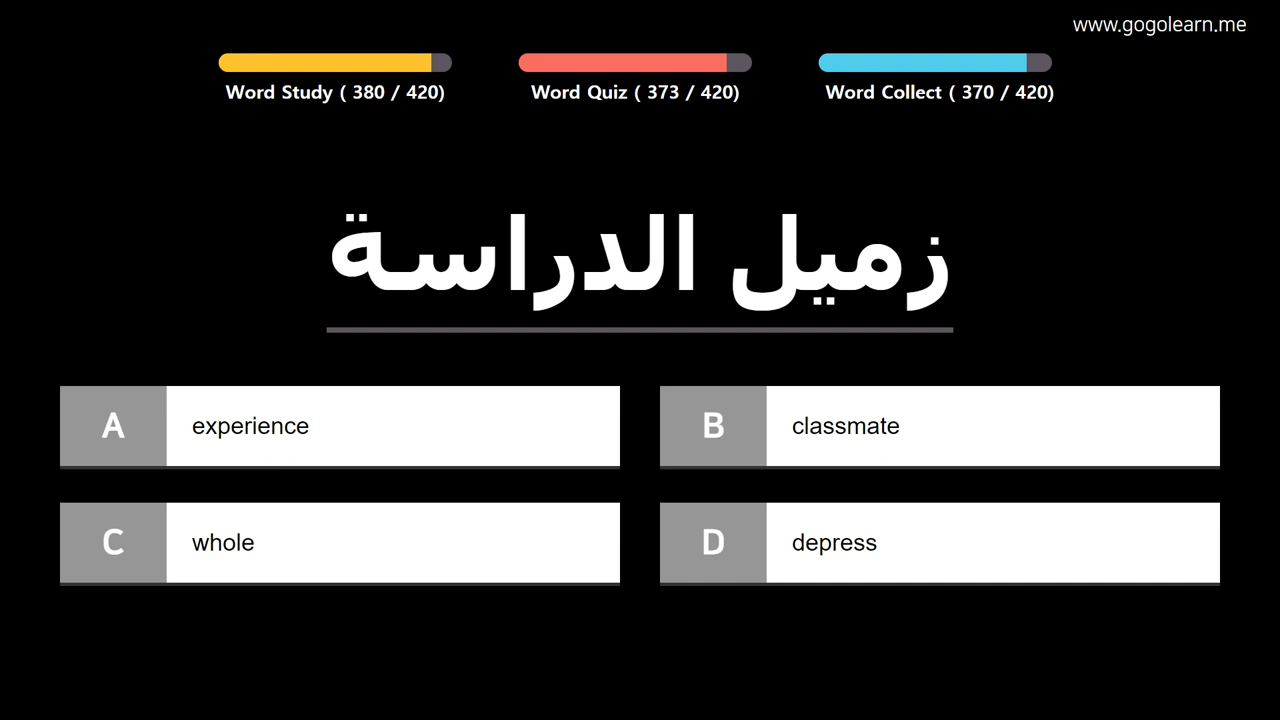 www.gogolearn.me
Word Study ( 380 / 420)
Word Quiz ( 373 / 420)
Word Collect ( 370 / 420)
زميل الدراسة
A experience
B classmate
C whole
D depress